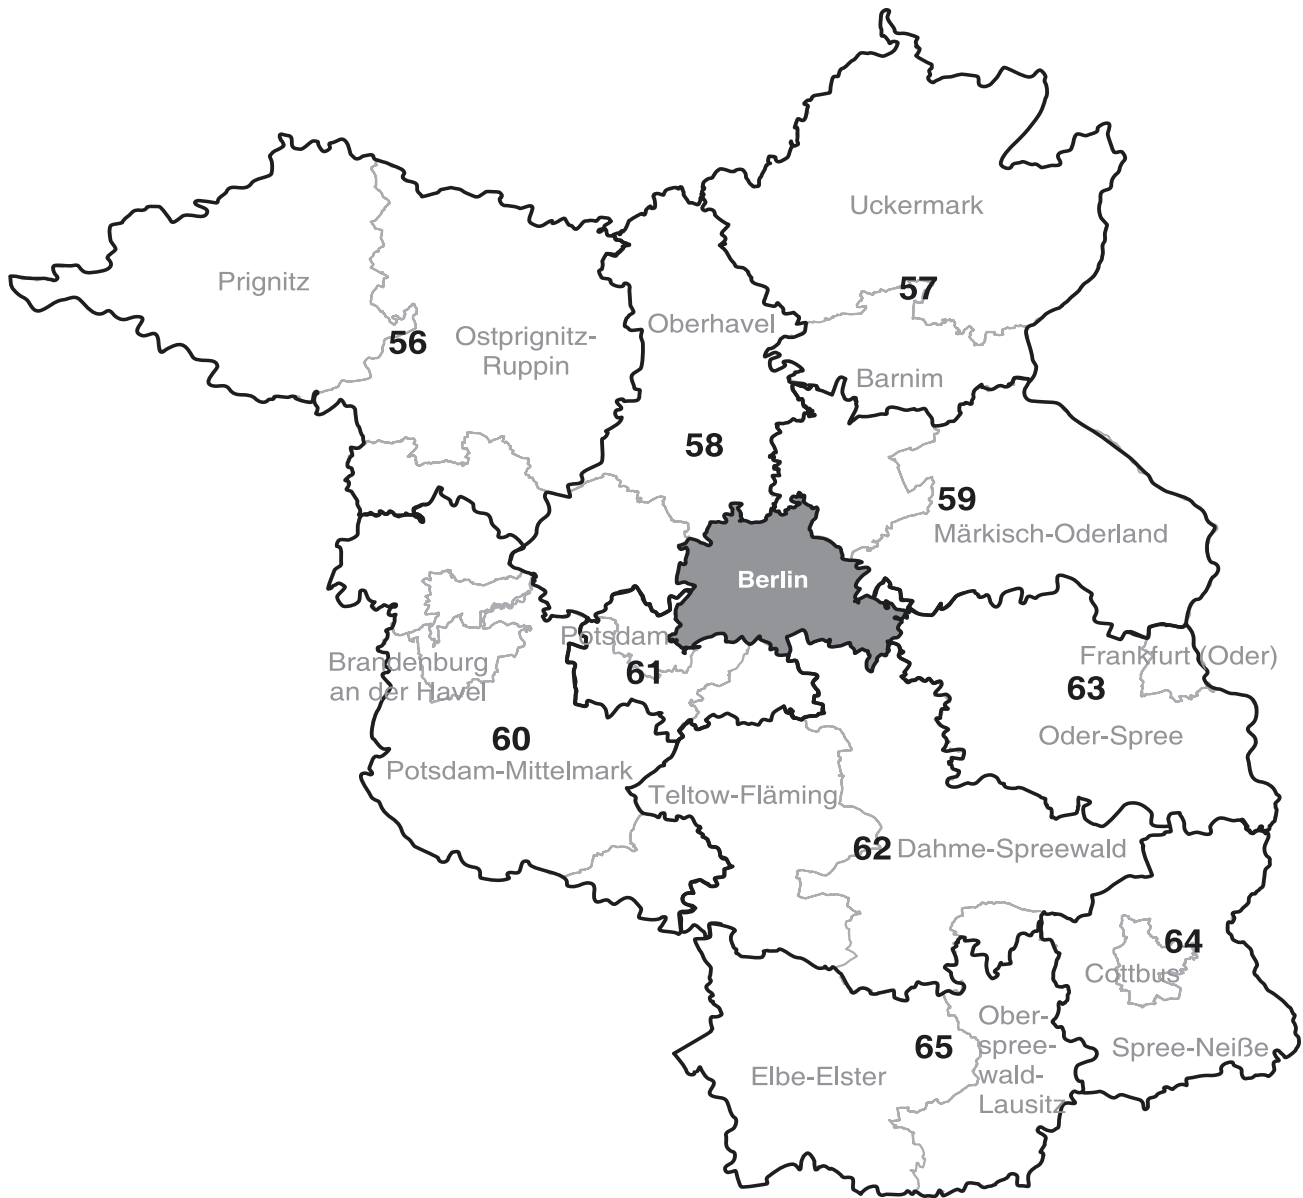 Uckermark
57
Prignitz
Oberhavel
56
Ostprignitz-
Ruppin
Barnim
58
59
Märkisch-Oderland
Berlin
Potsdam
61
Brandenburg
an der Havel
Frankfurt (Oder)
63
60
Oder-Spree
Potsdam-Mittelmark
Teltow-Fläming
62
Dahme-Spreewald
64
Cottbus
Ober-
spree-
wald-
Lausitz
65
Spree-Neiße
Elbe-Elster